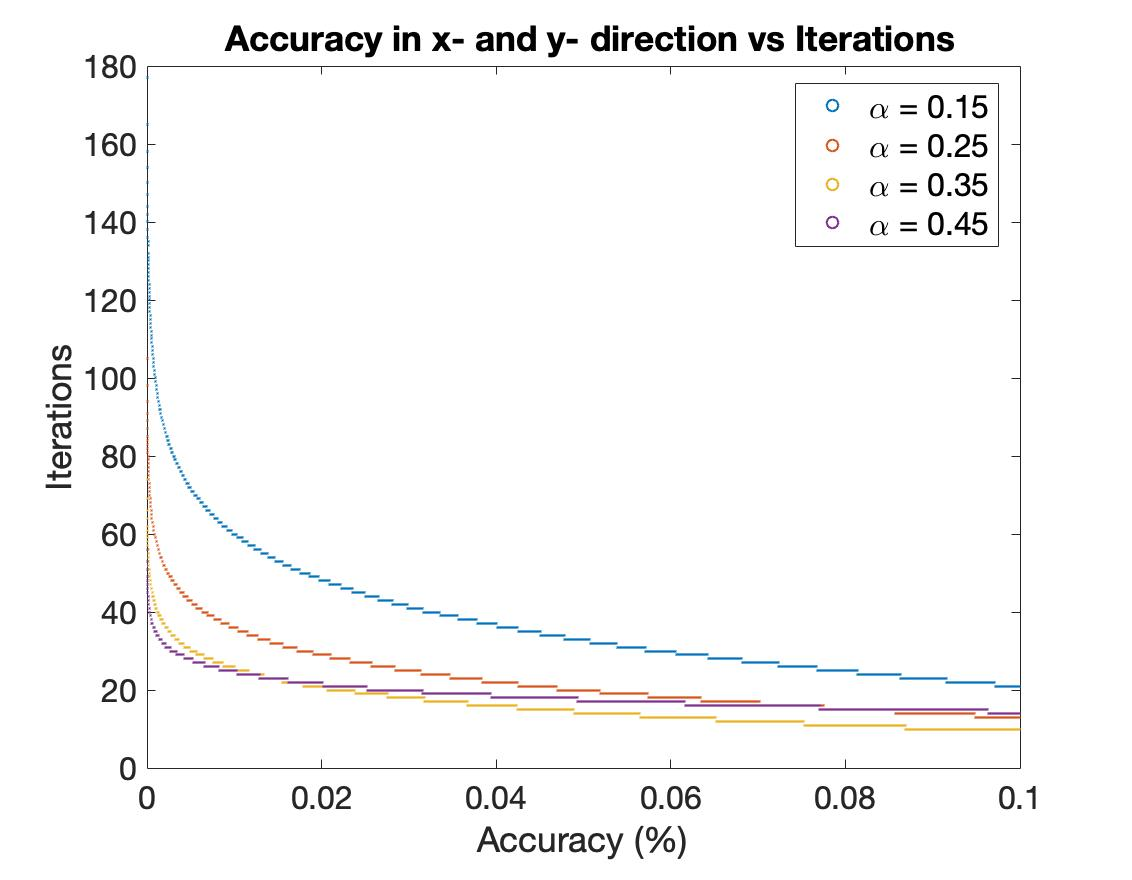 Accuracy in x- and y- direction vs Iterations
180
160
140
120
100
80
60
40
20
0
Iterations
α = 0.15
α = 0.25
α = 0.35
α = 0.45
0 0.02 0.04 0.06 0.08 0.1
Accuracy (%)